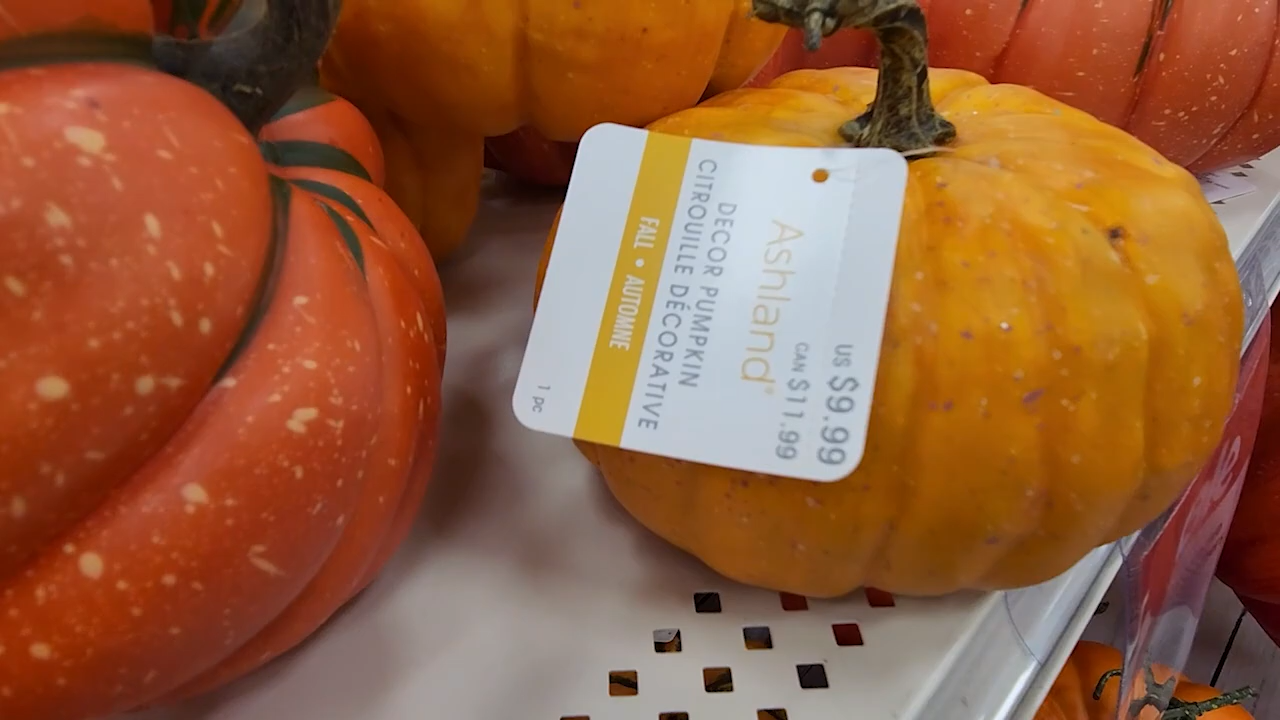 US $9.99
CAN $11.99
Ashland®
DECOR PUMPKIN
CITROUILLE DÉCORATIVE
FALL • AUTOMNE
1 pc